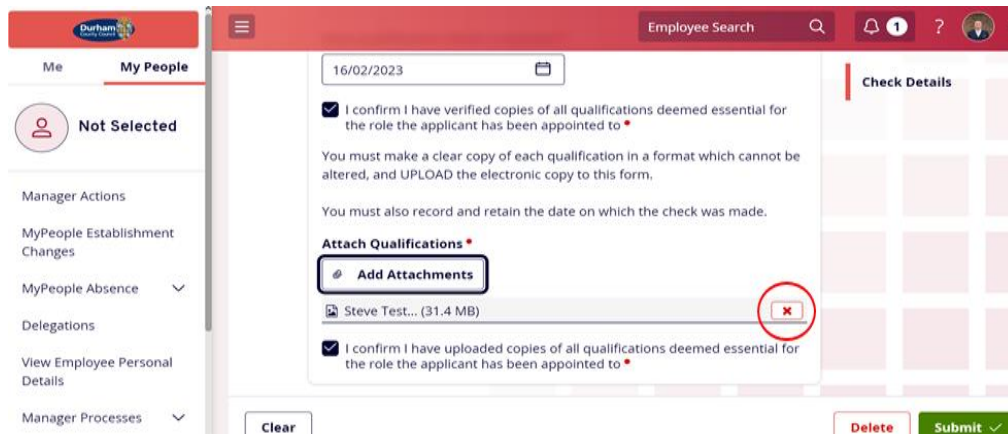 Durham
County Council
Employee Search
1
?
Me
My People
Not Selected
Manager Actions
MyPeople Establishment
Changes
MyPeople Absence
Delegations
View Employee Personal
Details
Manager Processes
16/02/2023
I confirm I have verified copies of all qualifications deemed essential for
the role the applicant has been appointed to *
You must make a clear copy of each qualification in a format which cannot be
altered, and UPLOAD the electronic copy to this form.
You must also record and retain the date on which the check was made.
Attach Qualifications *
Add Attachments
Steve Test... (31.4 MB)
I confirm I have uploaded copies of all qualifications deemed essential for
the role the applicant has been appointed to *
Check Details
Clear
Delete
Submit